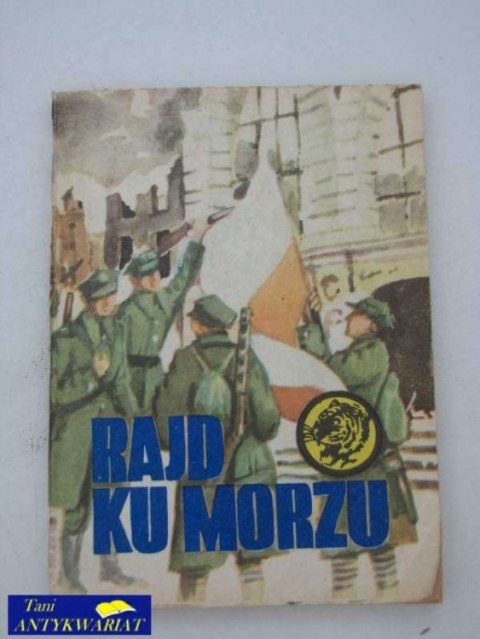 RAJD
KU MORZU
Tani
ANTYKWARIAT